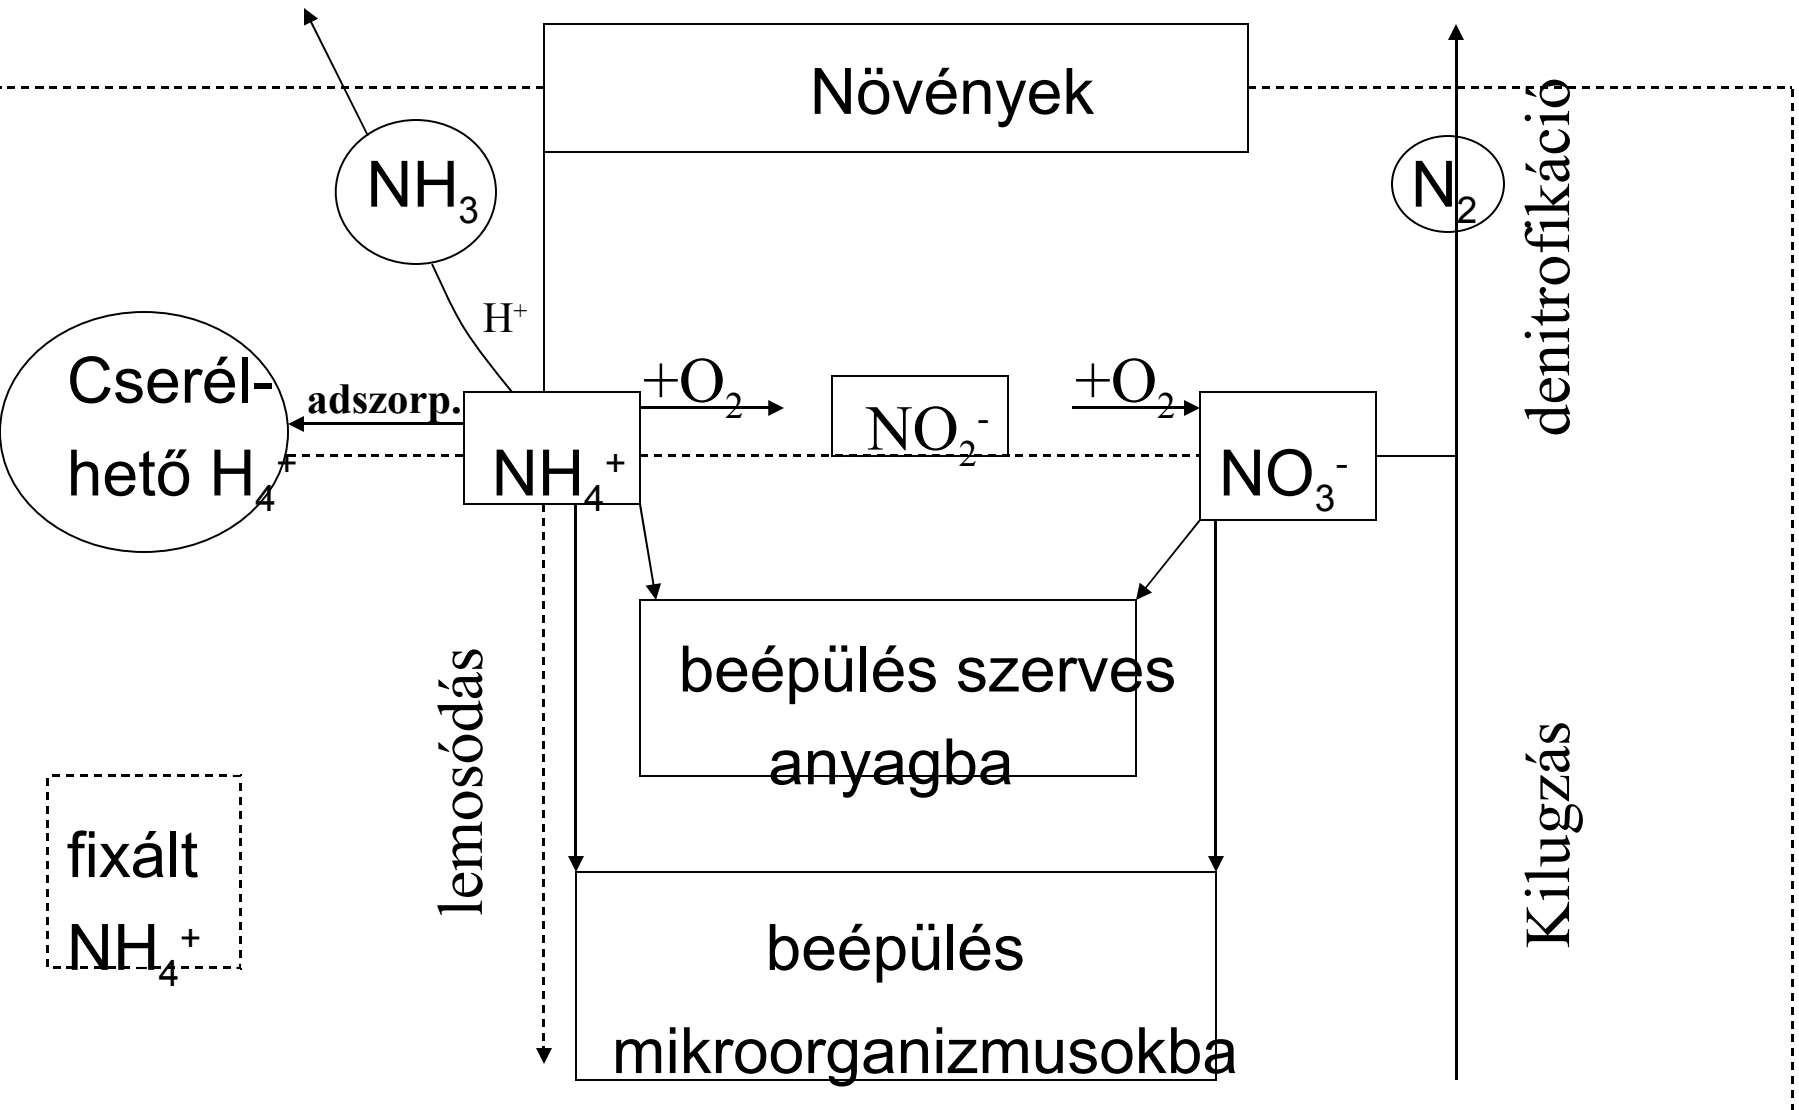 Növények
NH₃
N₂
denitrofikáció
H⁺
Cserél-
hető H₄⁺
adszorp.
+O₂
+O₂
NH₄⁺
NO₂⁻
NO₃⁻
beépülés szerves
anyagba
lemosódás
Kilugzás
fixált
NH₄⁺
beépülés
mikroorganizmusokba